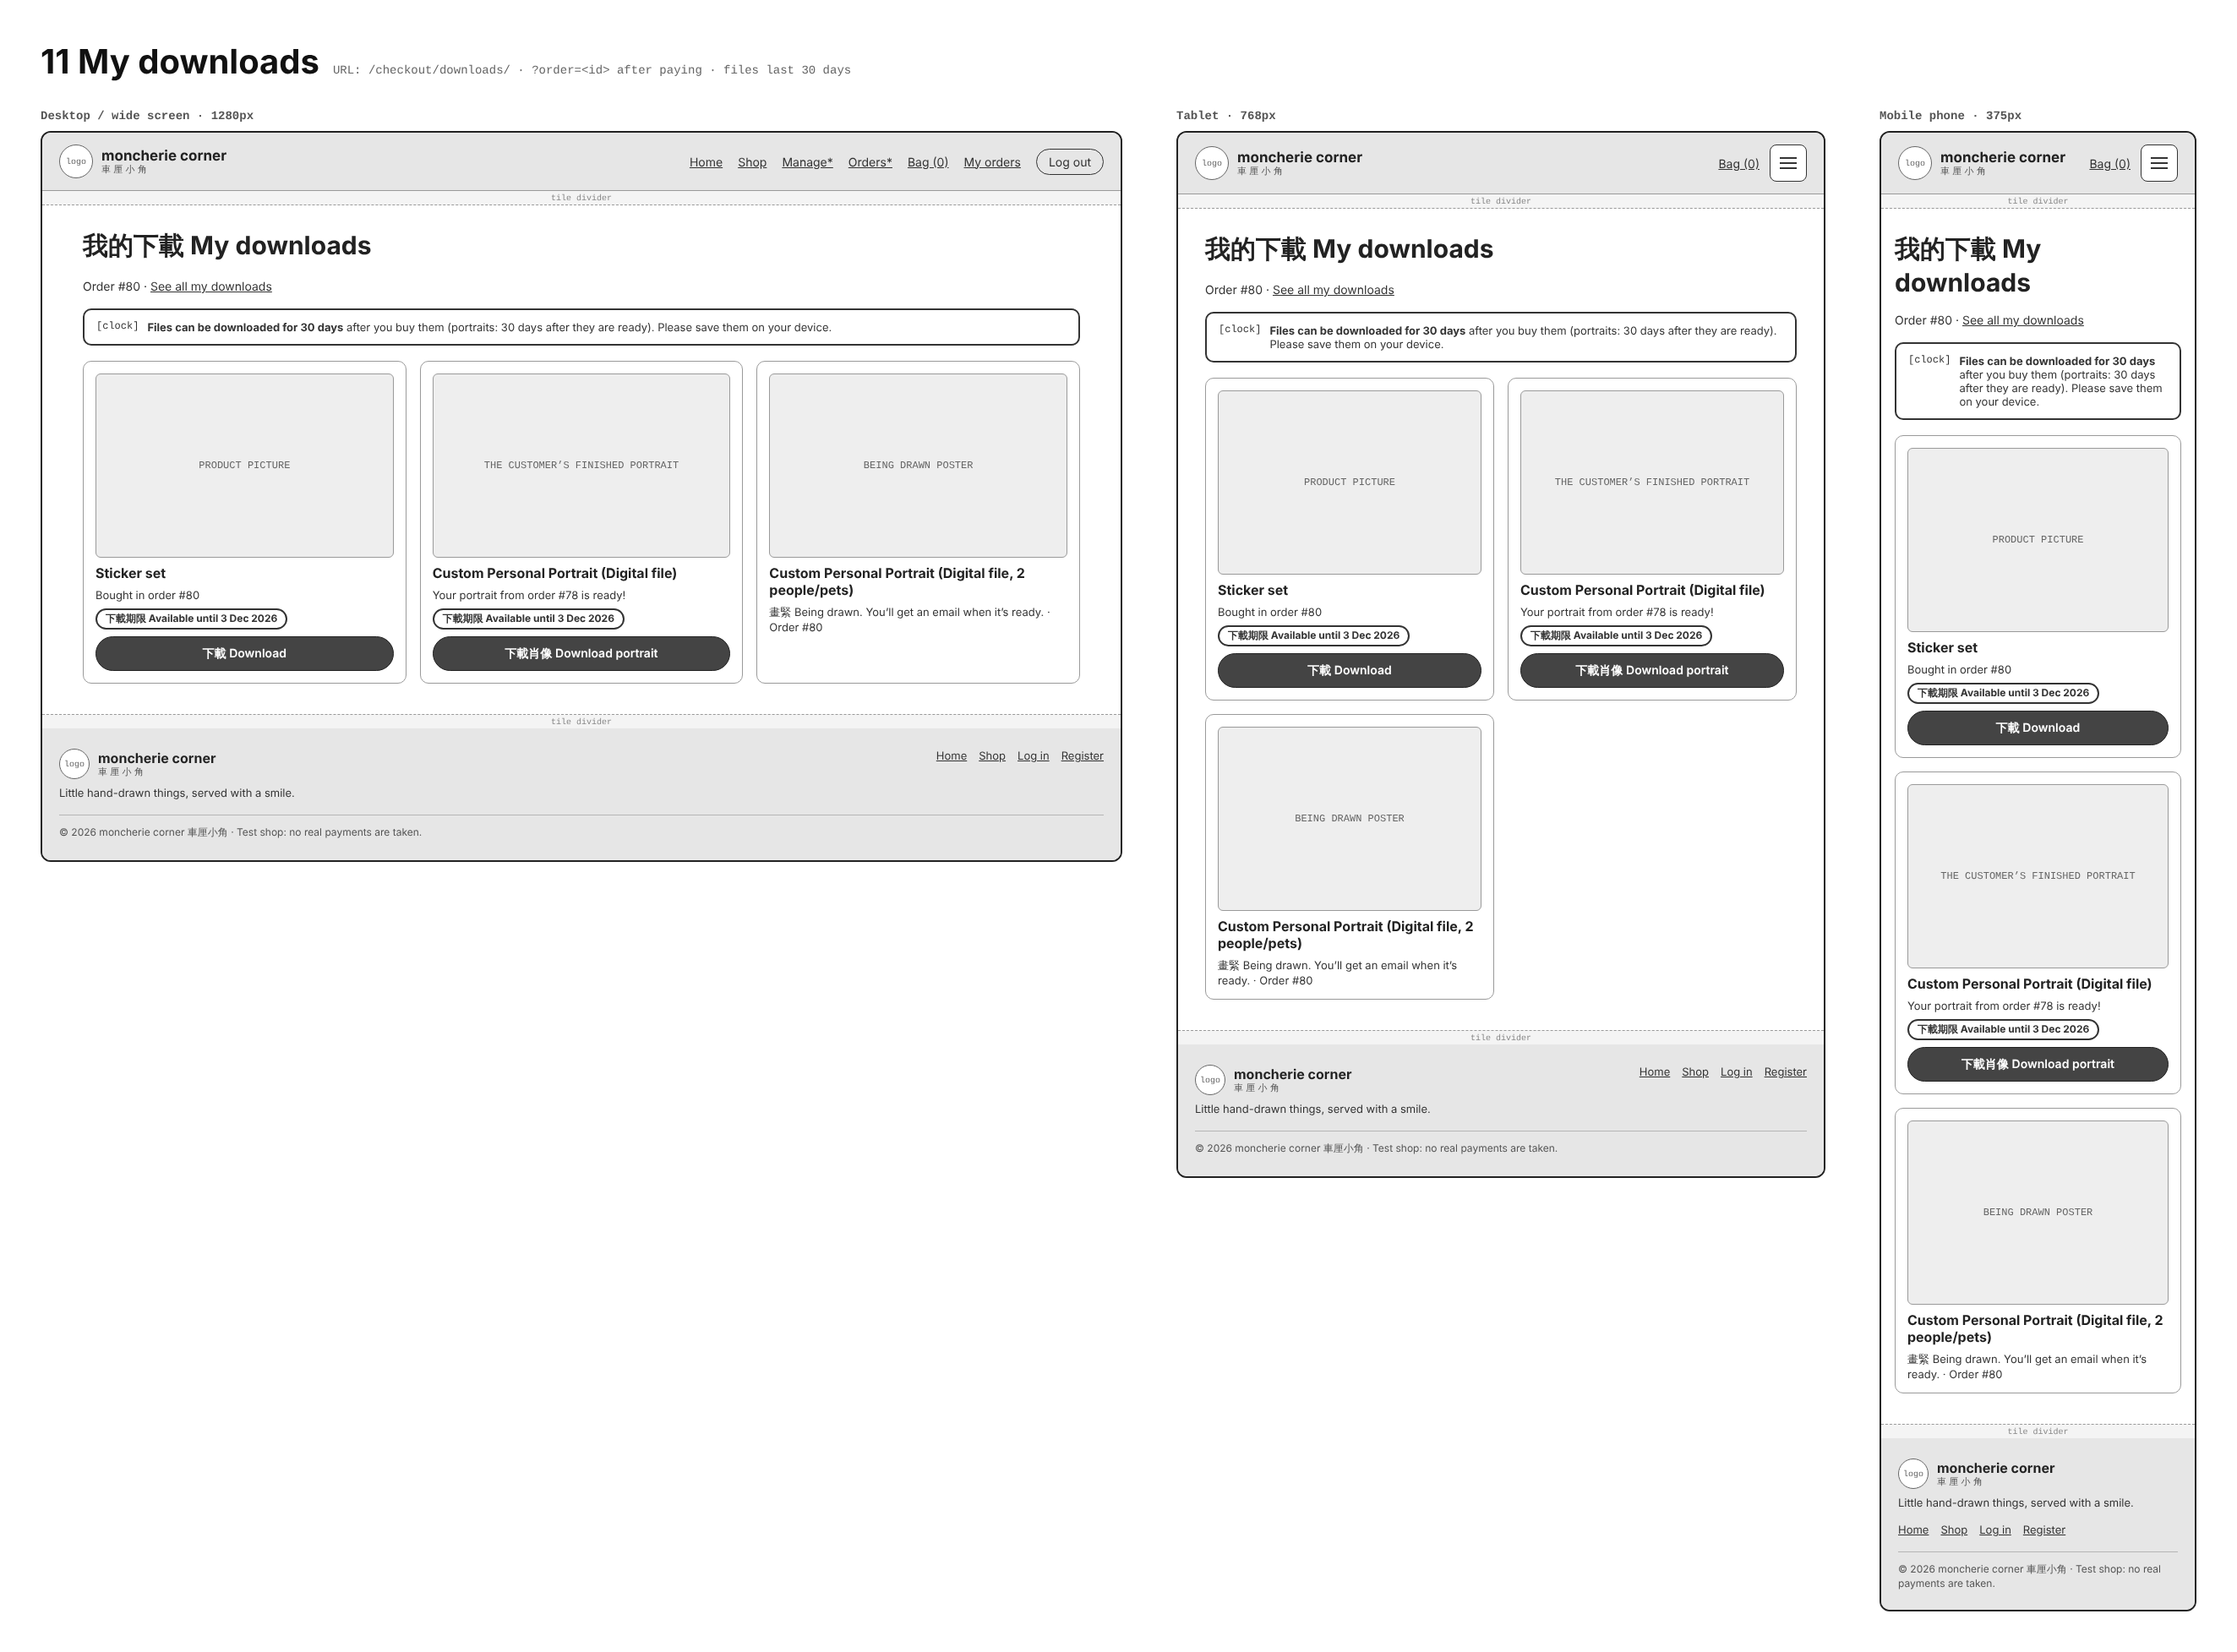 11 My downloads URL: /checkout/downloads/ · ?order=<id> after paying · files last 30 days
Desktop / wide screen · 1280px
logo
moncherie corner
車厘小角
Home Shop Manage* Orders* Bag (0) My orders Log out
tile divider
我的下載 My downloads
Order #80 · See all my downloads
[clock] Files can be downloaded for 30 days after you buy them (portraits: 30 days after they are ready). Please save them on your device.
PRODUCT PICTURE
Sticker set
Bought in order #80
下載期限 Available until 3 Dec 2026
下載 Download
THE CUSTOMER’S FINISHED PORTRAIT
Custom Personal Portrait (Digital file)
Your portrait from order #78 is ready!
下載期限 Available until 3 Dec 2026
下載肖像 Download portrait
BEING DRAWN POSTER
Custom Personal Portrait (Digital file, 2
people/pets)
畫緊 Being drawn. You’ll get an email when it’s ready. ·
Order #80
tile divider
logo
moncherie corner
車厘小角
Home Shop Log in Register
Little hand-drawn things, served with a smile.
© 2026 moncherie corner 車厘小角 · Test shop: no real payments are taken.
Tablet · 768px
logo
moncherie corner
車厘小角
Bag (0)
tile divider
我的下載 My downloads
Order #80 · See all my downloads
[clock] Files can be downloaded for 30 days after you buy them (portraits: 30 days after they are ready).
Please save them on your device.
PRODUCT PICTURE
Sticker set
Bought in order #80
下載期限 Available until 3 Dec 2026
下載 Download
THE CUSTOMER’S FINISHED PORTRAIT
Custom Personal Portrait (Digital file)
Your portrait from order #78 is ready!
下載期限 Available until 3 Dec 2026
下載肖像 Download portrait
BEING DRAWN POSTER
Custom Personal Portrait (Digital file, 2
people/pets)
畫緊 Being drawn. You’ll get an email when it’s
ready. · Order #80
tile divider
logo
moncherie corner
車厘小角
Home Shop Log in Register
Little hand-drawn things, served with a smile.
© 2026 moncherie corner 車厘小角 · Test shop: no real payments are taken.
Mobile phone · 375px
logo
moncherie corner
車厘小角
Bag (0)
tile divider
我的下載 My
downloads
Order #80 · See all my downloads
[clock] Files can be downloaded for 30 days
after you buy them (portraits: 30 days
after they are ready). Please save them
on your device.
PRODUCT PICTURE
Sticker set
Bought in order #80
下載期限 Available until 3 Dec 2026
下載 Download
THE CUSTOMER’S FINISHED PORTRAIT
Custom Personal Portrait (Digital file)
Your portrait from order #78 is ready!
下載期限 Available until 3 Dec 2026
下載肖像 Download portrait
BEING DRAWN POSTER
Custom Personal Portrait (Digital file, 2
people/pets)
畫緊 Being drawn. You’ll get an email when it’s
ready. · Order #80
tile divider
logo
moncherie corner
車厘小角
Little hand-drawn things, served with a smile.
Home Shop Log in Register
© 2026 moncherie corner 車厘小角 · Test shop: no real
payments are taken.